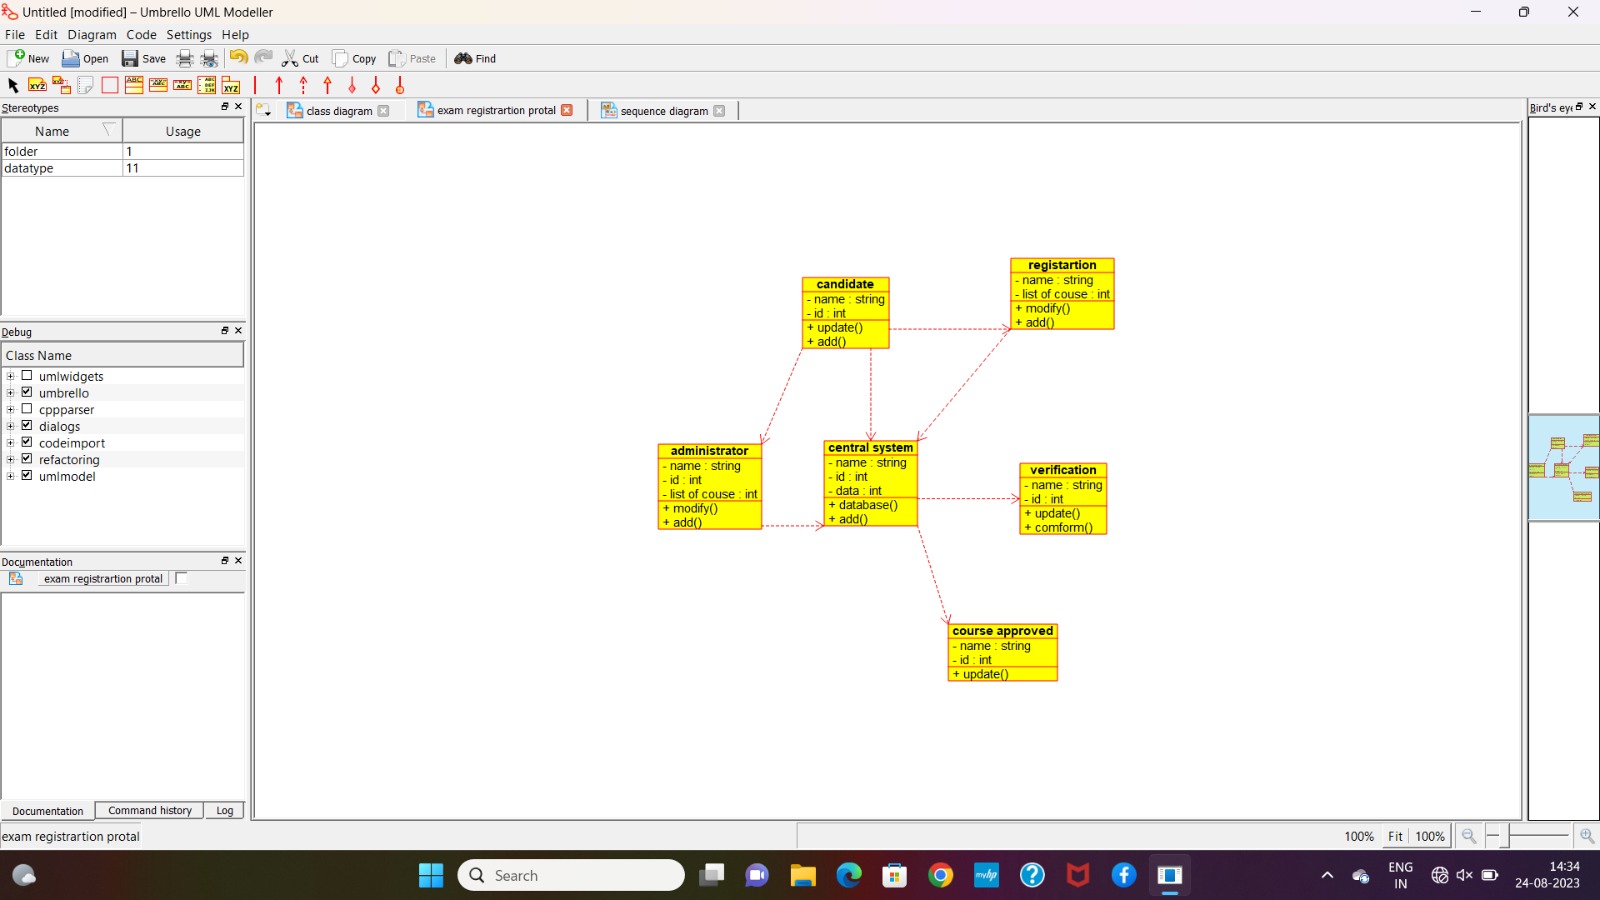 Untitled [modified] – Umbrello UML Modeller
File Edit Diagram Code Settings Help
New Open Save Cut Copy Paste Find
Stereotypes
Name Usage
folder 1
datatype 11
Debug
Class Name
umlwidgets
umbrello
cppparser
dialogs
codeimport
refactoring
umlmodel
Documentation
exam registrartion protal
Documentation Command history Log
class diagram exam registrartion protal sequence diagram
candidate
- name : string
- id : int
+ update()
+ add()
registartion
- name : string
- list of couse : int
+ modify()
+ add()
administrator
- name : string
- id : int
- list of couse : int
+ modify()
+ add()
central system
- name : string
- id : int
- data : int
+ database()
+ add()
verification
- name : string
- id : int
+ update()
+ comform()
course approved
- name : string
- id : int
+ update()
Bird's eye
exam registrartion protal
100% Fit 100%
Search
myhp
ENG
IN
14:34
24-08-2023